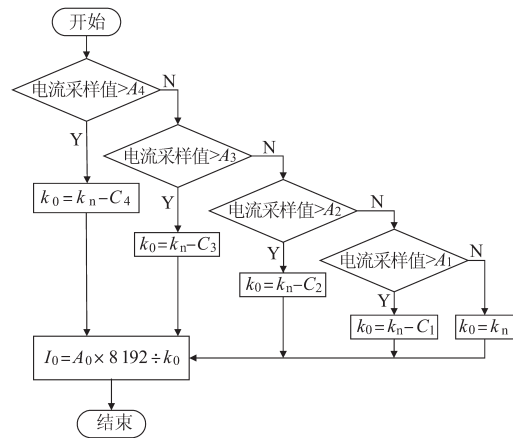 开始
电流采样值>A₄
N
Y
电流采样值>A₃
N
Y
k₀=kₙ-C₄
电流采样值>A₂
N
Y
k₀=kₙ-C₃
电流采样值>A₁
N
Y
k₀=kₙ-C₂
k₀=kₙ-C₁
k₀=kₙ
I₀=A₀×8 192÷k₀
结束